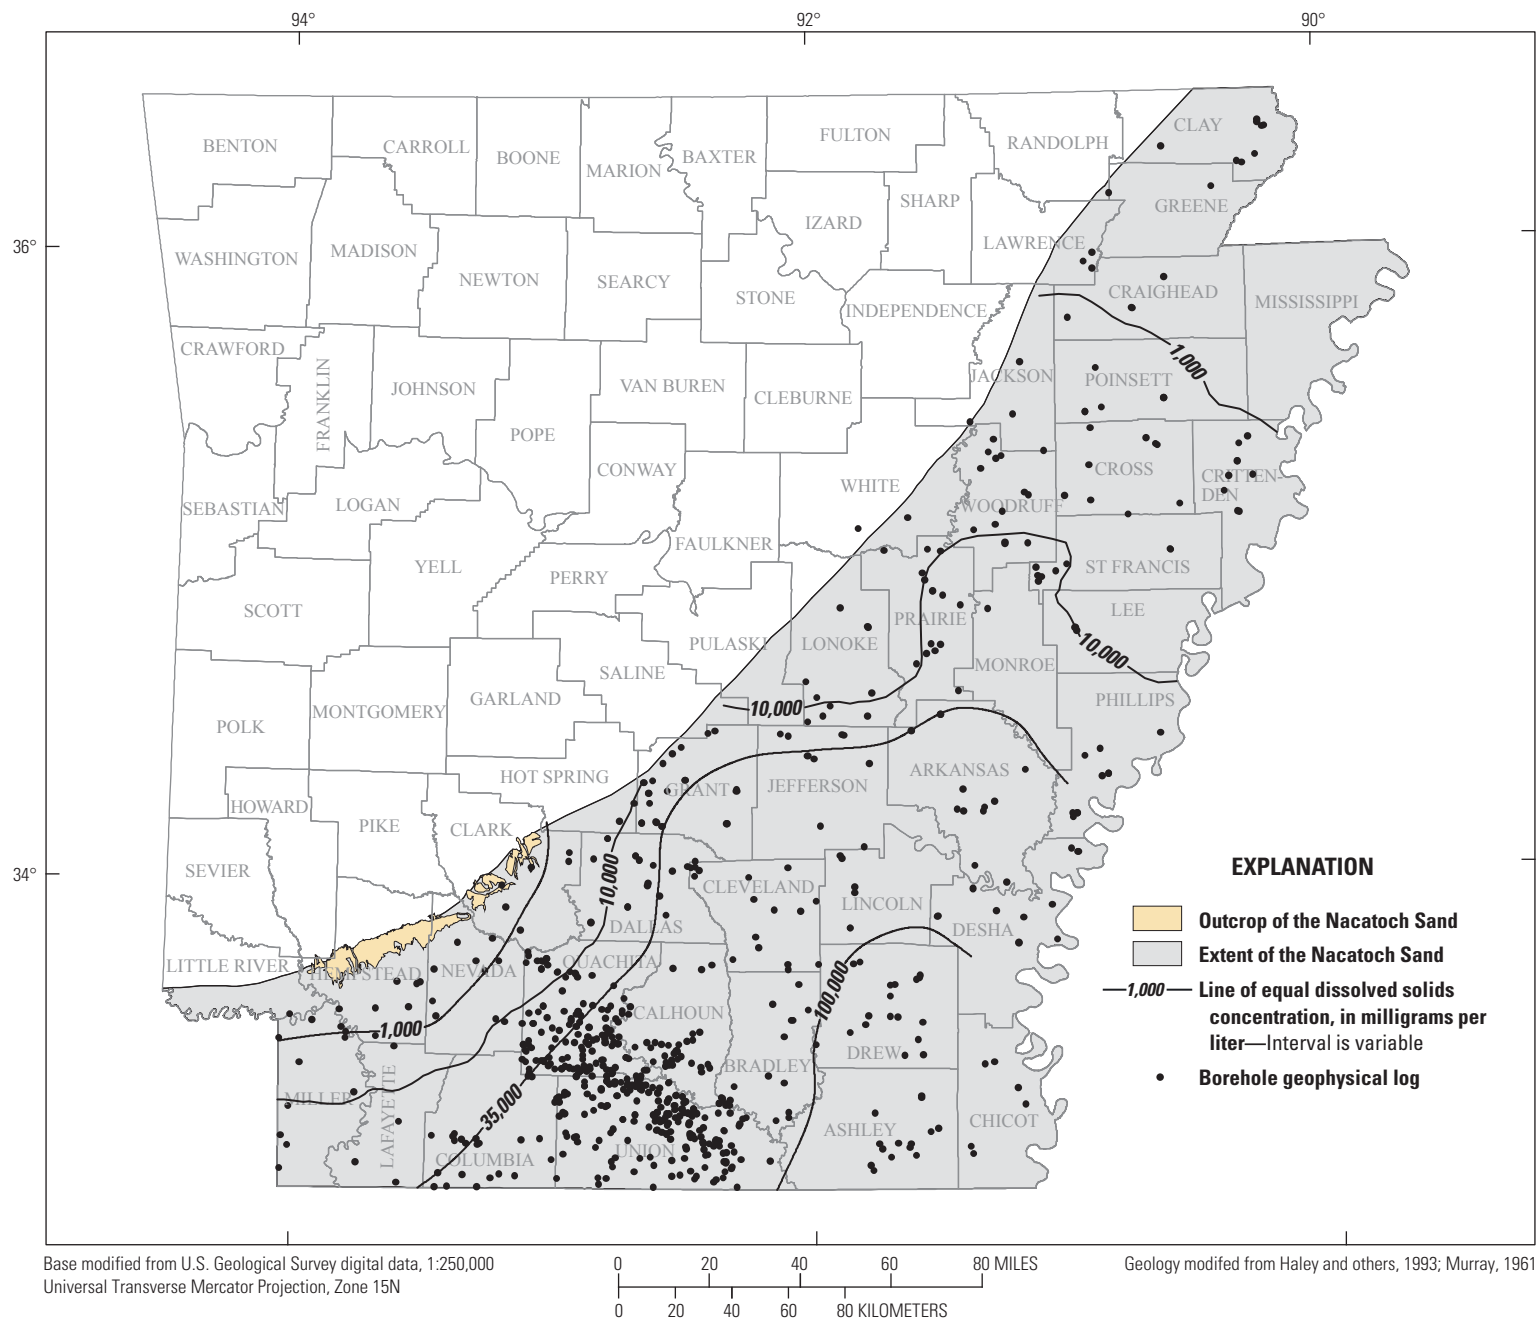 94°
92°
90°
36°
34°
BENTON
CARROLL
BOONE
MARION
BAXTER
FULTON
RANDOLPH
CLAY
SHARP
GREENE
IZARD
LAWRENCE
WASHINGTON
MADISON
NEWTON
SEARCY
STONE
INDEPENDENCE
CRAIGHEAD
MISSISSIPPI
CRAWFORD
FRANKLIN
JOHNSON
VAN BUREN
CLEBURNE
JACKSON
POINSETT
1,000
POPE
CONWAY
WHITE
CROSS
CRITTEN-
DEN
SEBASTIAN
LOGAN
WOODRUFF
FAULKNER
YELL
PERRY
ST FRANCIS
SCOTT
LEE
PRAIRIE
PULASKI
LONOKE
10,000
MONROE
SALINE
GARLAND
PHILLIPS
POLK
MONTGOMERY
10,000
HOT SPRING
GRANT
JEFFERSON
ARKANSAS
HOWARD
PIKE
CLARK
SEVIER
10,000
CLEVELAND
LINCOLN
DALLAS
DESHA
LITTLE RIVER
HEMPSTEAD
NEVADA
OUACHITA
100,000
CALHOUN
1,000
DREW
BRADLEY
MILLER
LAFAYETTE
35,000
ASHLEY
CHICOT
COLUMBIA
UNION
EXPLANATION
Outcrop of the Nacatoch Sand
Extent of the Nacatoch Sand
1,000
Line of equal dissolved solids
concentration, in milligrams per
liter—Interval is variable
Borehole geophysical log
Base modified from U.S. Geological Survey digital data, 1:250,000
Universal Transverse Mercator Projection, Zone 15N
0 20 40 60 80 MILES
0 20 40 60 80 KILOMETERS
Geology modifed from Haley and others, 1993; Murray, 1961